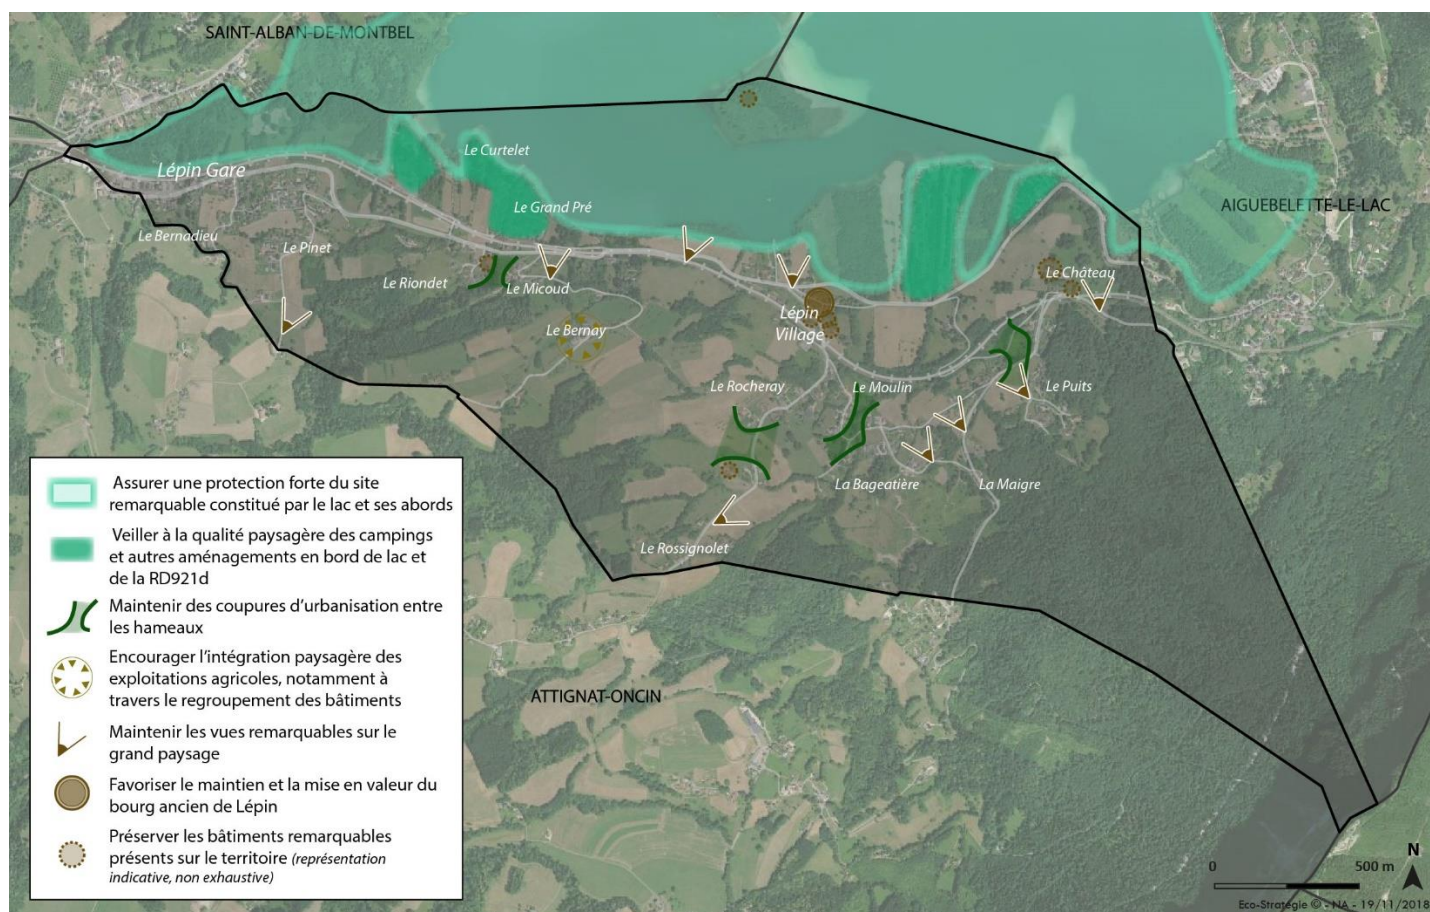 SAINT-ALBAN-DE-MONTBEL
Le Curtelet
Lépin Gare
AIGUEBELETTE-LE-LAC
Le Grand Pré
Le Bernadieu
Le Pinet
Le Château
Le Riondet
Le Micoud
Lépin
Village
Le Bernay
Le Rocheray
Le Moulin
Le Puits
La Bageatière
La Maigre
Le Rossignolet
ATTIGNAT-ONCIN
Assurer une protection forte du site
remarquable constitué par le lac et ses abords
Veiller à la qualité paysagère des campings
et autres aménagements en bord de lac et
de la RD921d
Maintenir des coupures d'urbanisation entre
les hameaux
Encourager l'intégration paysagère des
exploitations agricoles, notamment à
travers le regroupement des bâtiments
Maintenir les vues remarquables sur le
grand paysage
Favoriser le maintien et la mise en valeur du
bourg ancien de Lépin
Préserver les bâtiments remarquables
présents sur le territoire (représentation
indicative, non exhaustive)
0 500 m
N
Eco-Stratégie © - NA - 19/11/2018